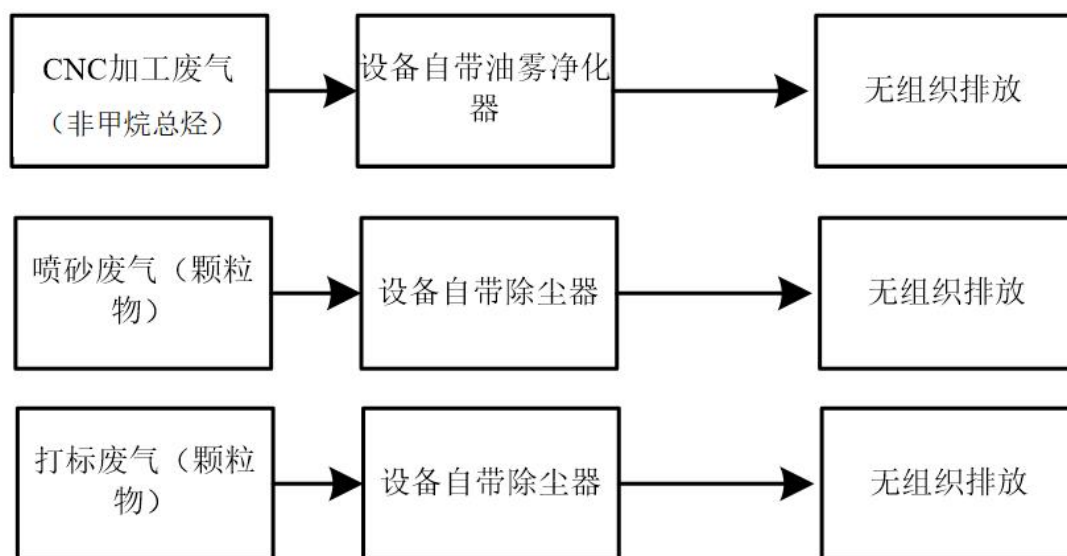 CNC加工废气
（非甲烷总烃）
设备自带油雾净化
器
无组织排放
喷砂废气（颗粒
物）
设备自带除尘器
无组织排放
打标废气（颗粒
物）
设备自带除尘器
无组织排放